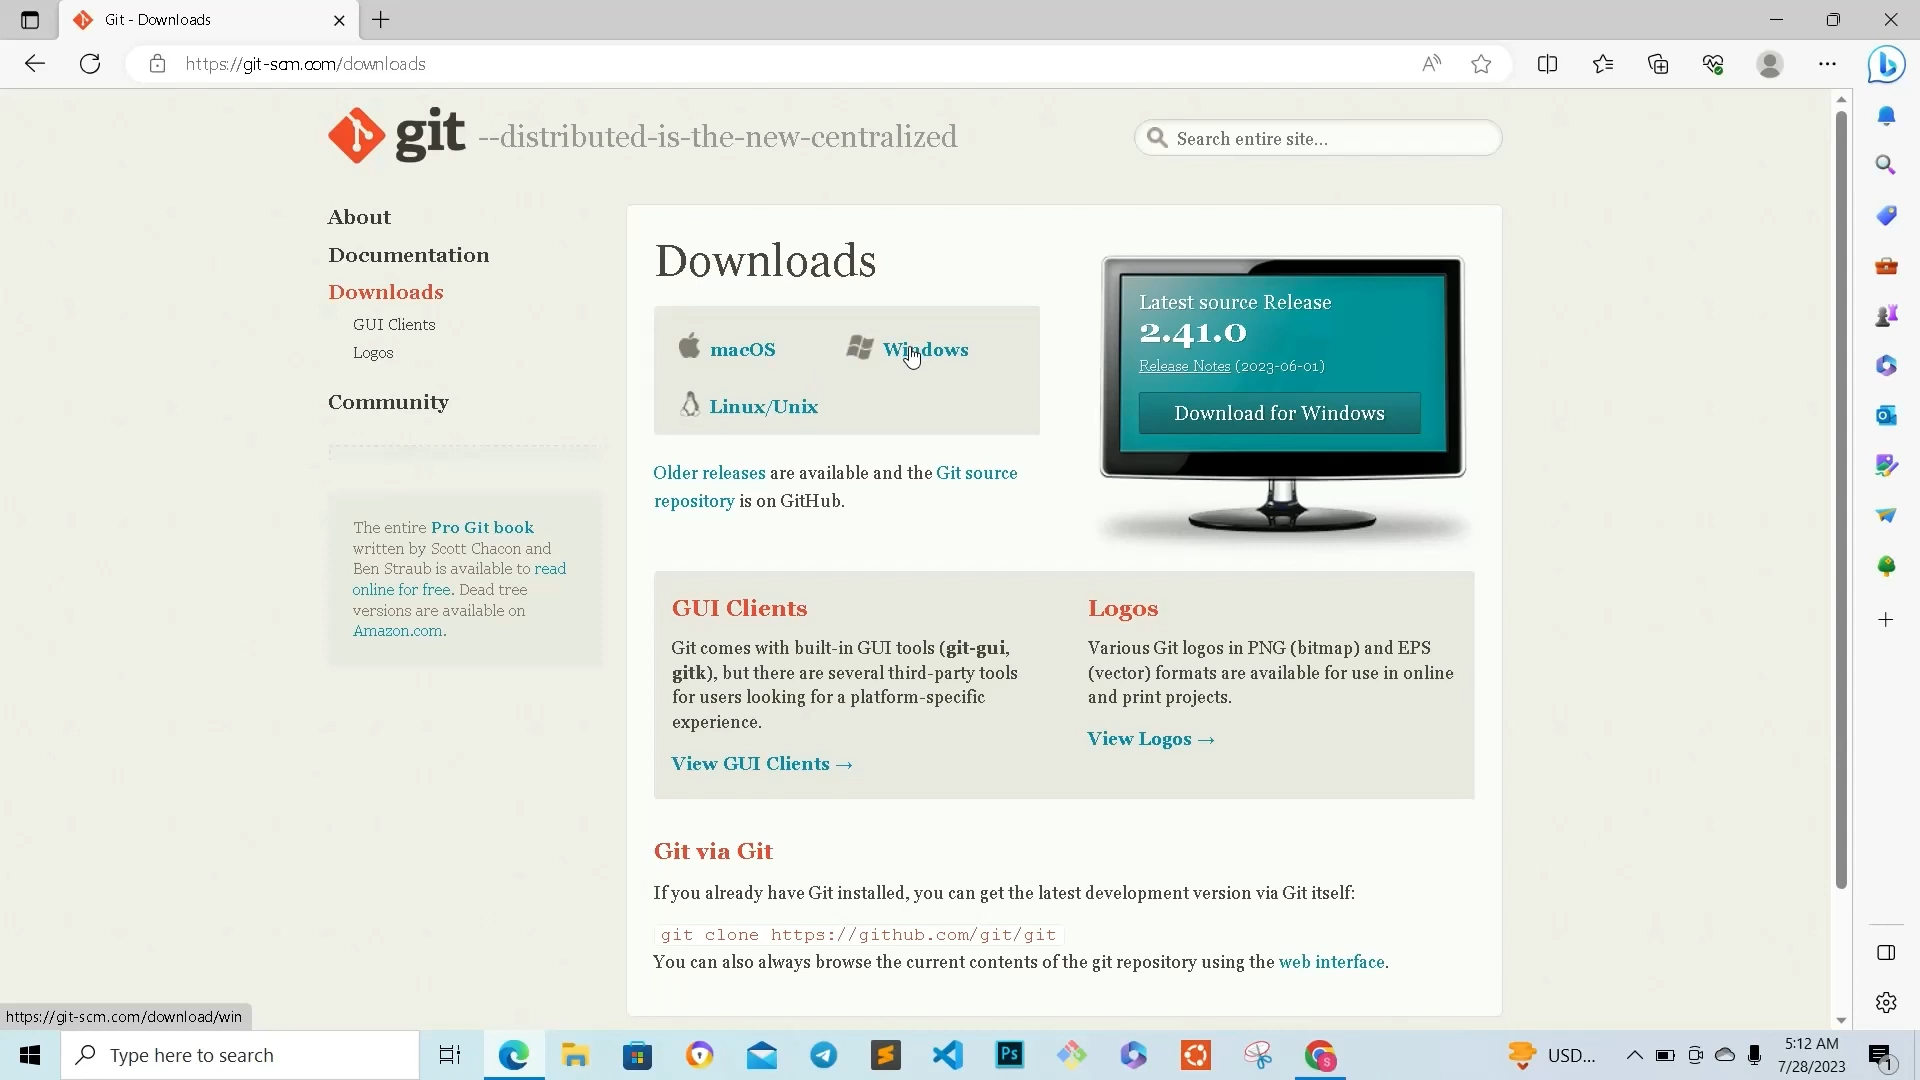 Git - Downloads
https://git-scm.com/downloads
git --distributed-is-the-new-centralized
Search entire site...
About
Documentation
Downloads
GUI Clients
Logos
Community
The entire Pro Git book
written by Scott Chacon and
Ben Straub is available to read
online for free. Dead tree
versions are available on
Amazon.com.
Downloads
macOS
Windows
Linux/Unix
Older releases are available and the Git source
repository is on GitHub.
Latest source Release
2.41.0
Release Notes (2023-06-01)
Download for Windows
GUI Clients
Git comes with built-in GUI tools (git-gui,
gitk), but there are several third-party tools
for users looking for a platform-specific
experience.
View GUI Clients →
Logos
Various Git logos in PNG (bitmap) and EPS
(vector) formats are available for use in online
and print projects.
View Logos →
Git via Git
If you already have Git installed, you can get the latest development version via Git itself:
git clone https://github.com/git/git
You can also always browse the current contents of the git repository using the web interface.
https://git-scm.com/download/win
Type here to search
Ps
S
USD...
5:12 AM
7/28/2023
1